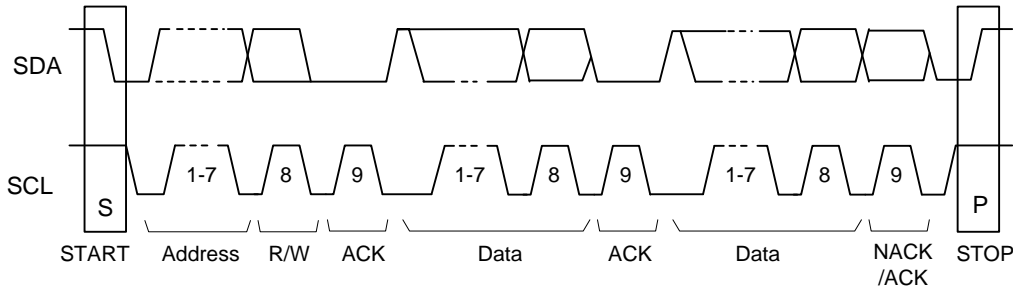 SDA
SCL
1-7 8 9 1-7 8 9 1-7 8 9
S P
START Address R/W ACK Data ACK Data NACK STOP
/ACK